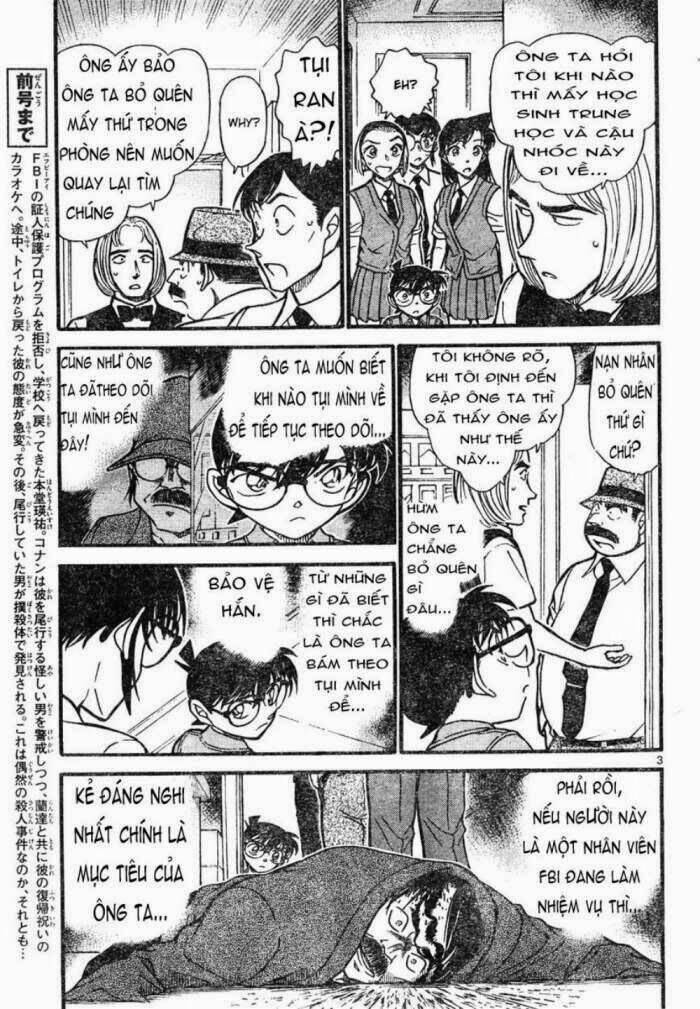 ÔNG TA HỎI
TÔI KHI NÀO
THÌ MẤY HỌC
SINH TRUNG
HỌC VÀ CẬU
NHÓC NÀY
ĐI VỀ...
EH?
TỤI
RAN
À?!
WHY?
ÔNG ẤY BẢO
ÔNG TA BỎ QUÊN
MẤY THỨ TRONG
PHÒNG NÊN MUỐN
QUAY LẠI TÌM
CHÚNG
NẠN NHÂN
BỎ QUÊN
THỨ GÌ
CHỨ?
TÔI KHÔNG RÕ,
KHI TÔI ĐỊNH ĐẾN
GẶP ÔNG TA THÌ
ĐÃ THẤY ÔNG ẤY
NHƯ THẾ
NÀY...
HƯM
ÔNG TA
CHẲNG
BỎ QUÊN
GÌ
ĐÂU...
ÔNG TA MUỐN BIẾT
KHI NÀO TỤI MÌNH VỀ
ĐỂ TIẾP TỤC THEO DÕI...
CŨNG NHƯ ÔNG
TA ĐÃTHEO DÕI
TỤI MÌNH ĐẾN
ĐÂY!
TỪ NHỮNG
GÌ ĐÃ BIẾT
THÌ CHẮC
LÀ ÔNG TA
BÁM THEO
TỤI MÌNH
ĐỂ...
BẢO VỆ
HẮN.
3
PHẢI RỒI,
NẾU NGƯỜI NÀY
LÀ MỘT NHÂN VIÊN
FBI ĐANG LÀM
NHIỆM VỤ THÌ...
KẺ ĐÁNG NGHI
NHẤT CHÍNH LÀ
MỤC TIÊU CỦA
ÔNG TA...
前号まで
FBIの証人保護プログラムを拒否し、学校へ戻ってきた本堂瑛祐。コナンは彼を尾行する怪しい男を警戒しつつ、蘭達と共に彼の復帰祝いの
カラオケへ。途中、トイレから戻った彼の態度が急変。その後、尾行していた男が撲殺体で発見される。これは偶然の殺人事件なのか、それとも…